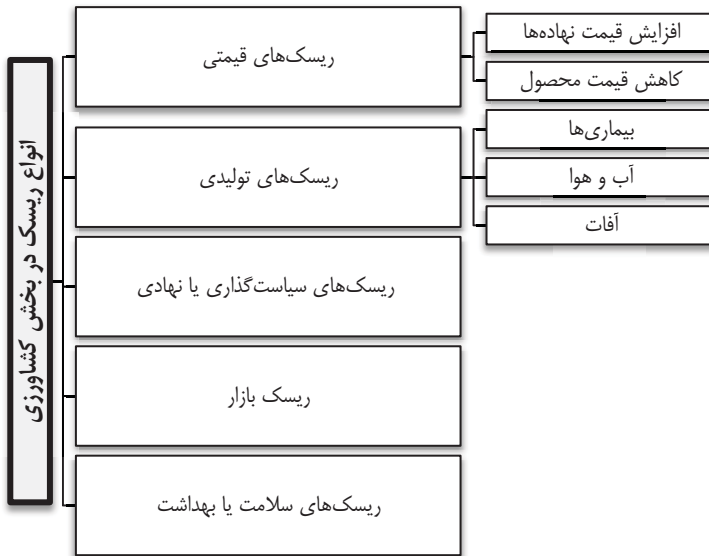 انواع ریسک در بخش کشاورزی
ریسک‌های قیمتی
افزایش قیمت نهاده‌ها
کاهش قیمت محصول
ریسک‌های تولیدی
بیماری‌ها
آب و هوا
آفات
ریسک‌های سیاست‌گذاری یا نهادی
ریسک بازار
ریسک‌های سلامت یا بهداشت